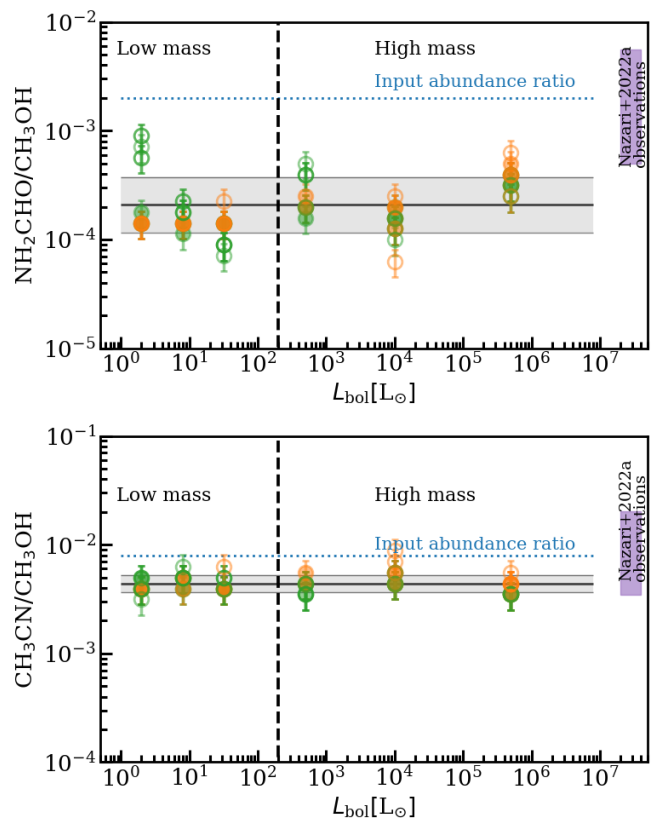 10⁻²
Low mass
High mass
Input abundance ratio
Nazari+2022a
observations
10⁻³
NH₂CHO/CH₃OH
10⁻⁴
10⁻⁵
10⁰ 10¹ 10² 10³ 10⁴ 10⁵ 10⁶ 10⁷
L_bol[L_⊙]
10⁻¹
Low mass
High mass
Nazari+2022a
observations
10⁻²
Input abundance ratio
CH₃CN/CH₃OH
10⁻³
10⁻⁴
10⁰ 10¹ 10² 10³ 10⁴ 10⁵ 10⁶ 10⁷
L_bol[L_⊙]